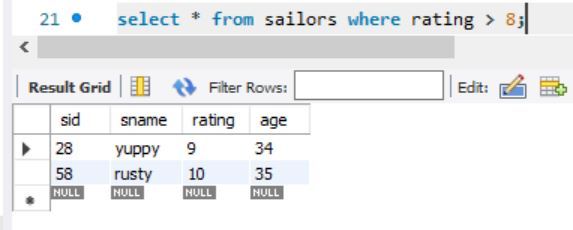 21 select * from sailors where rating > 8;
Result Grid Filter Rows: Edit:
sid sname rating age
28 yuppy 9 34
58 rusty 10 35
NULL NULL NULL NULL